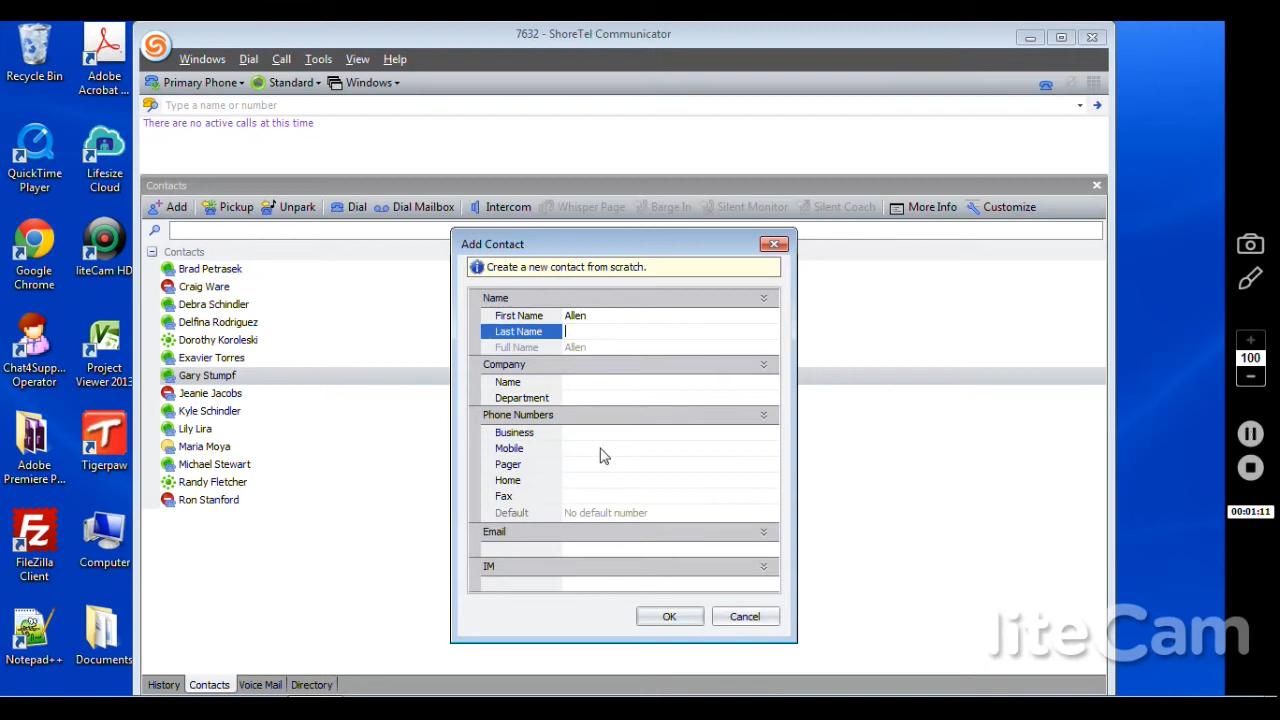 7632 - ShoreTel Communicator
Windows Dial Call Tools View Help
Primary Phone Standard Windows
Type a name or number
There are no active calls at this time
Contacts
Add Pickup Unpark Dial Dial Mailbox Intercom Whisper Page Barge In Silent Monitor Silent Coach More Info Customize
Contacts
Brad Petrasek
Craig Ware
Debra Schindler
Delfina Rodriguez
Dorothy Koroleski
Exavier Torres
Gary Stumpf
Jeanie Jacobs
Kyle Schindler
Lily Lira
Maria Moya
Michael Stewart
Randy Fletcher
Ron Stanford
History Contacts Voice Mail Directory
Add Contact
Create a new contact from scratch.
Name
First Name Allen
Last Name
Full Name Allen
Company
Name
Department
Phone Numbers
Business
Mobile
Pager
Home
Fax
Default No default number
Email
IM
OK Cancel
Recycle Bin
Adobe
Acrobat ...
QuickTime
Player
Lifesize
Cloud
Google
Chrome
liteCam HD
Chat4Supp...
Operator
Project
Viewer 2013
Adobe
Premiere P...
Tigerpaw
FileZilla
Client
Computer
Notepad++
Documents
100
00:01:11
liteCam